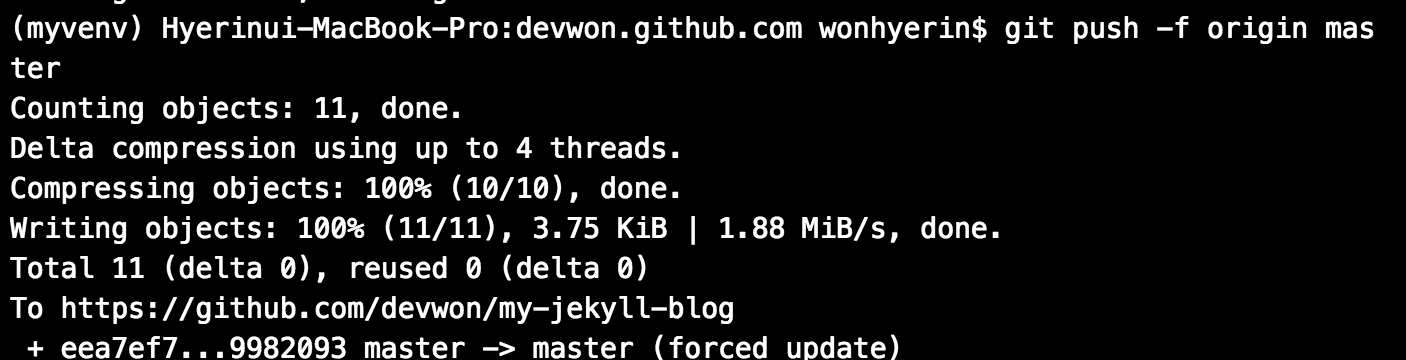 (myvenv) Hyerinui-MacBook-Pro:devwon.github.com wonhyerin$ git push -f origin mas
ter
Counting objects: 11, done.
Delta compression using up to 4 threads.
Compressing objects: 100% (10/10), done.
Writing objects: 100% (11/11), 3.75 KiB | 1.88 MiB/s, done.
Total 11 (delta 0), reused 0 (delta 0)
To https://github.com/devwon/my-jekyll-blog
 + eea7ef7...9982093 master -> master (forced update)